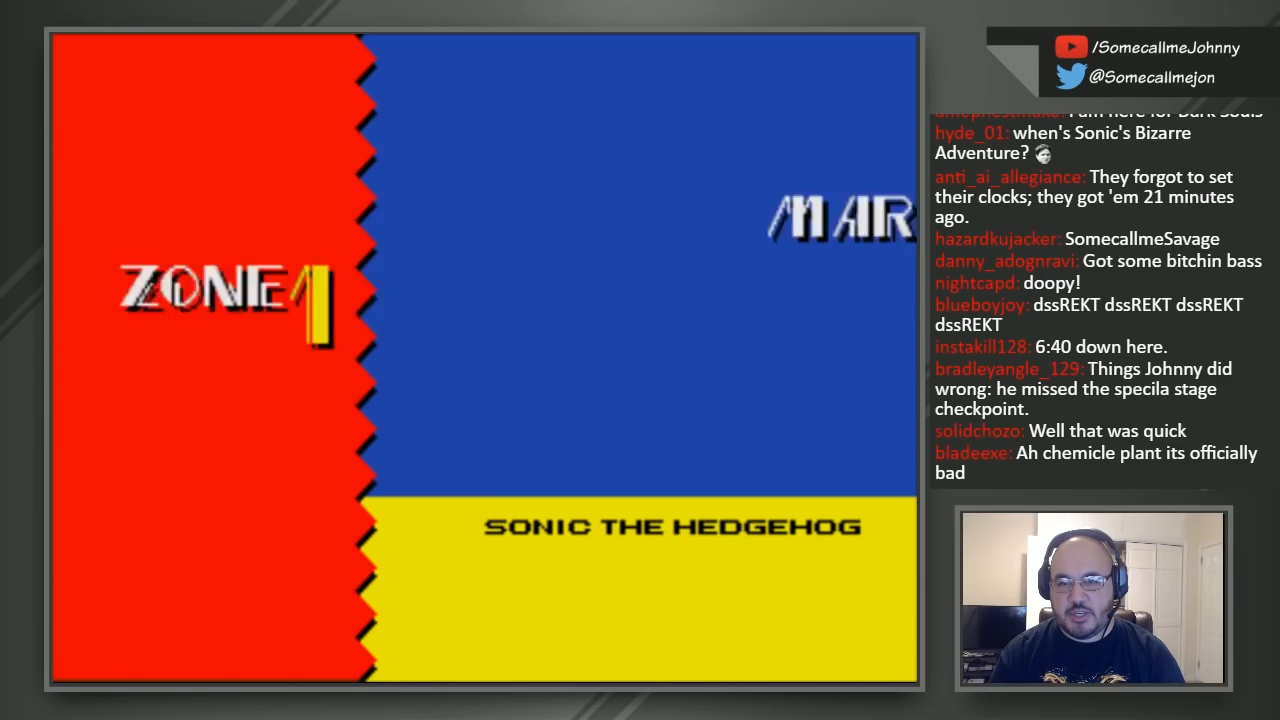 /SomecallmeJohnny
@Somecallmejon
hyde_01: when's Sonic's Bizarre
Adventure?
anti_ai_allegiance: They forgot to set
their clocks; they got 'em 21 minutes
ago.
hazardkujacker: SomecallmeSavage
danny_adognravi: Got some bitchin bass
nightcapd: doopy!
blueboyjoy: dssREKT dssREKT dssREKT
dssREKT
instakill128: 6:40 down here.
bradleyangle_129: Things Johnny did
wrong: he missed the specila stage
checkpoint.
solidchozo: Well that was quick
bladeexe: Ah chemicle plant its officially
bad
ZONE 1
SONIC THE HEDGEHOG